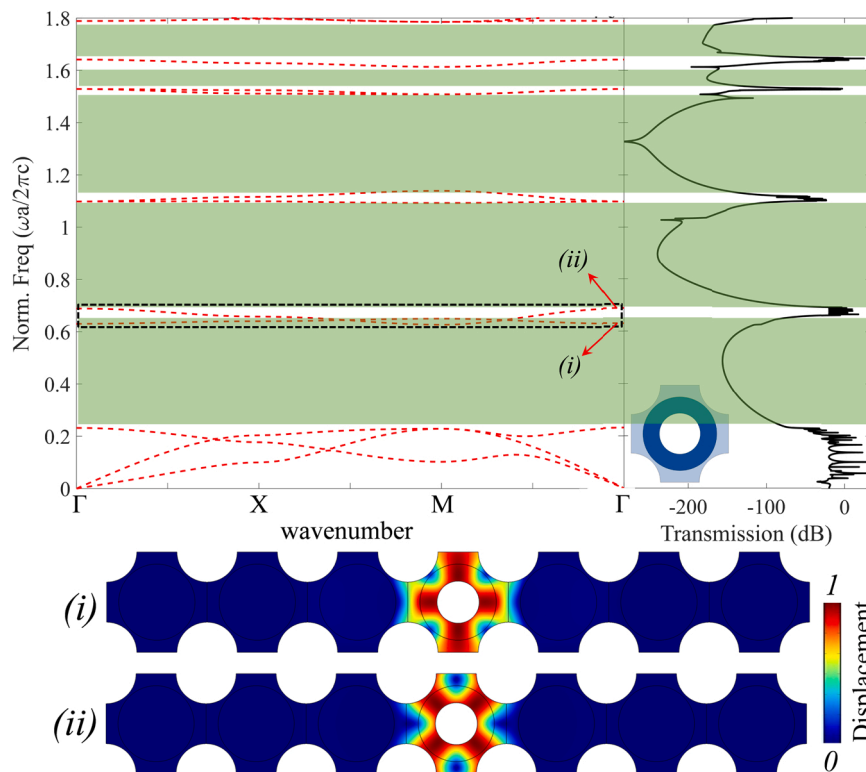 1.8
1.6
1.4
1.2
1
0.8
0.6
0.4
0.2
0
Norm. Freq (ωa/2πc)
(ii)
(i)
Γ
X
M
Γ
wavenumber
-200
-100
0
Transmission (dB)
(i)
(ii)
1
Displacement
0